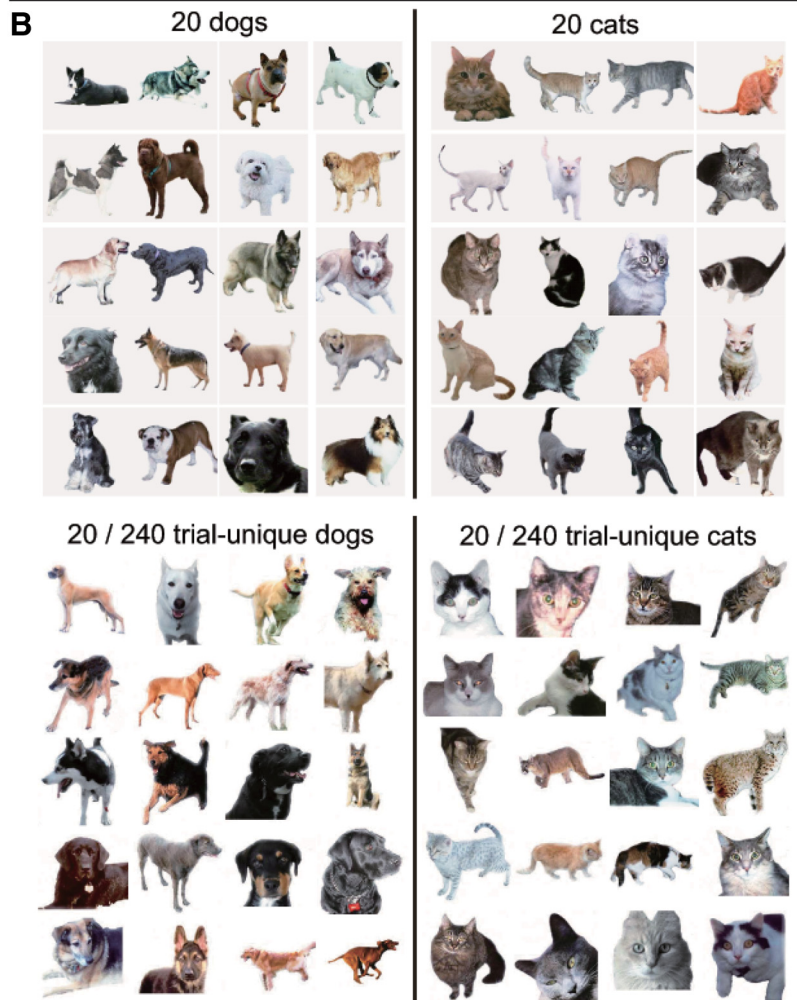 B
20 dogs
20 cats
20 / 240 trial-unique dogs
20 / 240 trial-unique cats